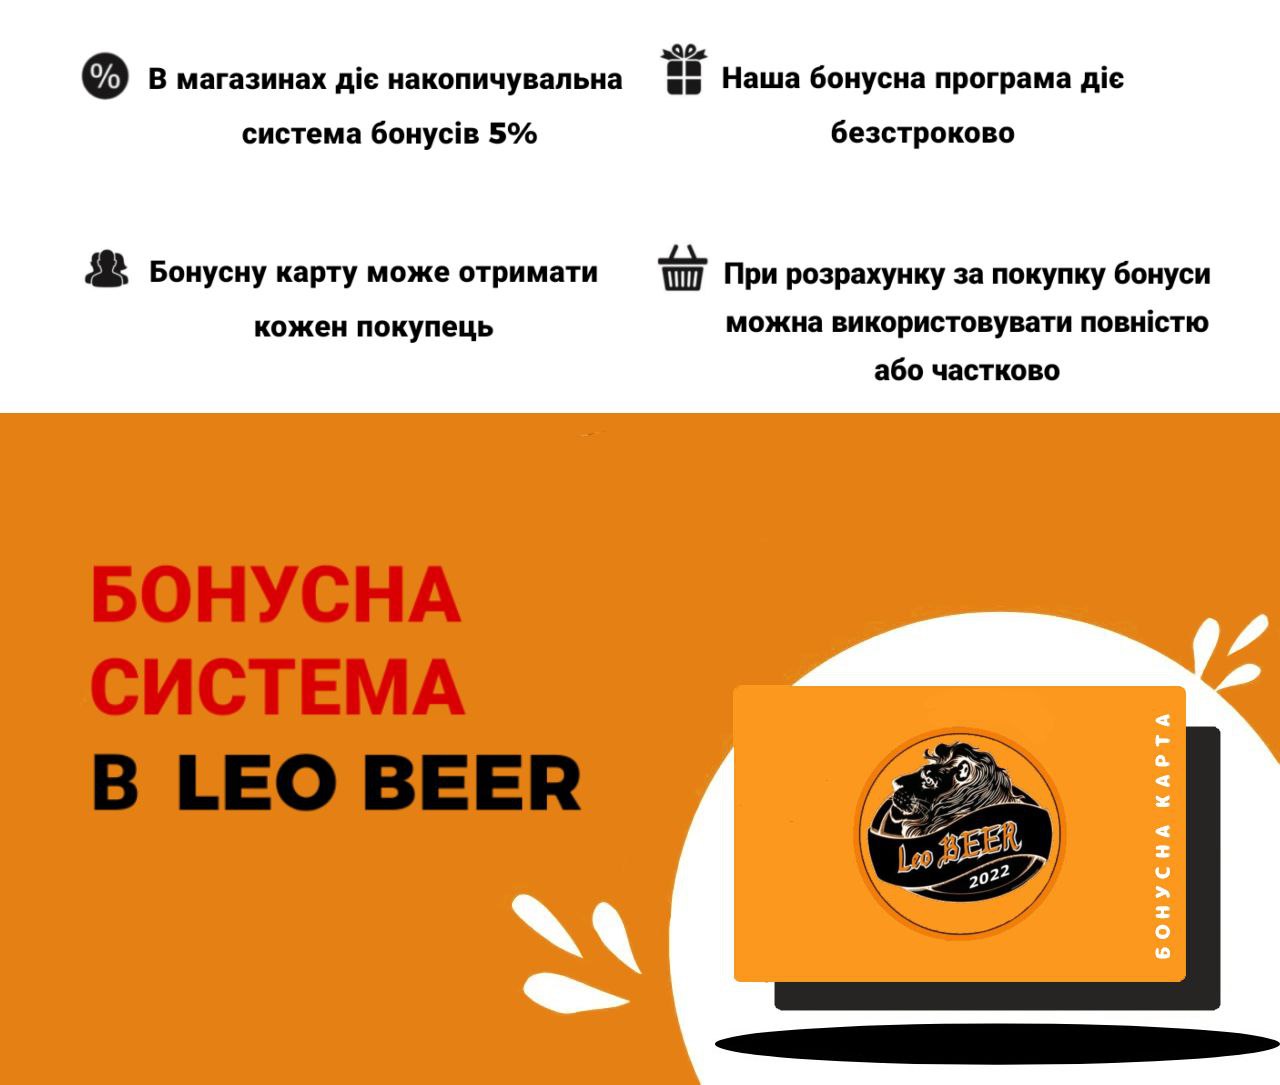 В магазинах діє накопичувальна
система бонусів 5%
Наша бонусна програма діє
безстроково
Бонусну карту може отримати
кожен покупець
При розрахунку за покупку бонуси
можна використовувати повністю
або частково
БОНУСНА
СИСТЕМА
В LEO BEER
Leo BEER
2022
БОНУСНА КАРТА